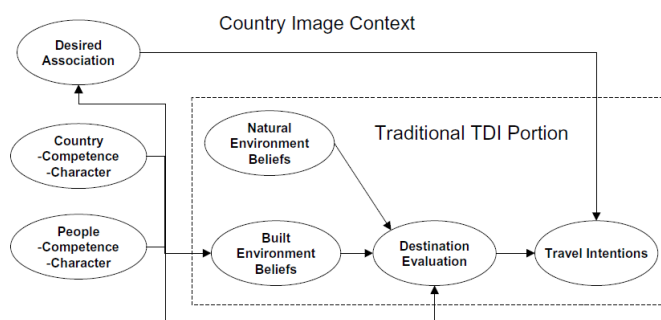 Country Image Context
Desired
Association
Traditional TDI Portion
Natural
Environment
Beliefs
Country
-Competence
-Character
People
-Competence
-Character
Built
Environment
Beliefs
Destination
Evaluation
Travel Intentions